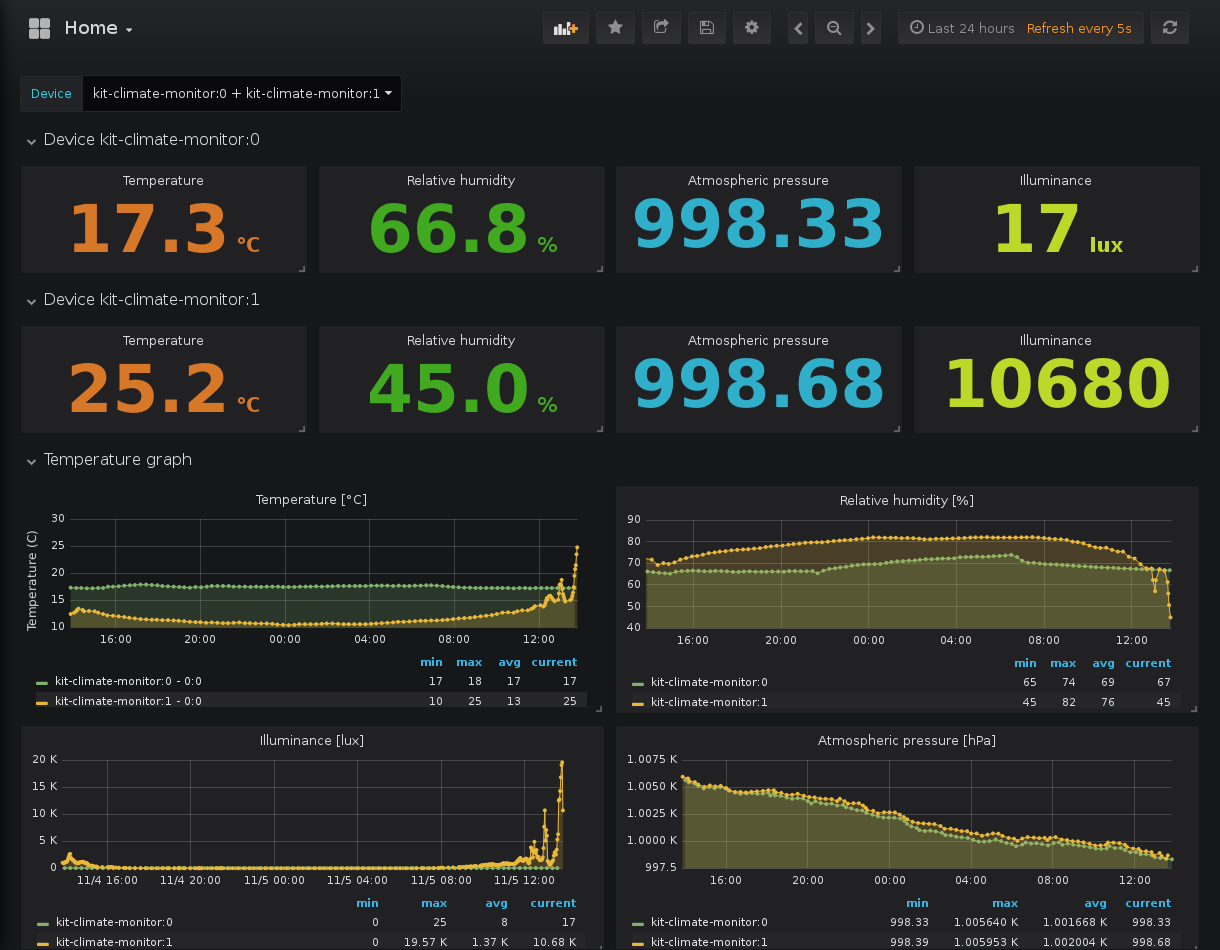 Home
Last 24 hours Refresh every 5s
Device kit-climate-monitor:0 + kit-climate-monitor:1
Device kit-climate-monitor:0
Temperature Relative humidity Atmospheric pressure Illuminance
17.3 °C 66.8 % 998.33 17 lux
Device kit-climate-monitor:1
Temperature Relative humidity Atmospheric pressure Illuminance
25.2 °C 45.0 % 998.68 10680
Temperature graph
Temperature [°C]
Temperature (C)
30
25
20
15
10
16:00 20:00 00:00 04:00 08:00 12:00
min max avg current
kit-climate-monitor:0 - 0:0 17 18 17 17
kit-climate-monitor:1 - 0:0 10 25 13 25
Relative humidity [%]
90
80
70
60
50
40
16:00 20:00 00:00 04:00 08:00 12:00
min max avg current
kit-climate-monitor:0 65 74 69 67
kit-climate-monitor:1 45 82 76 45
Illuminance [lux]
20 K
15 K
10 K
5 K
0
11/4 16:00 11/4 20:00 11/5 00:00 11/5 04:00 11/5 08:00 11/5 12:00
min max avg current
kit-climate-monitor:0 0 25 8 17
kit-climate-monitor:1 0 19.57 K 1.37 K 10.68 K
Atmospheric pressure [hPa]
1.0075 K
1.0050 K
1.0025 K
1.0000 K
997.5
16:00 20:00 00:00 04:00 08:00 12:00
min max avg current
kit-climate-monitor:0 998.33 1.005640 K 1.001668 K 998.33
kit-climate-monitor:1 998.39 1.005953 K 1.002004 K 998.68